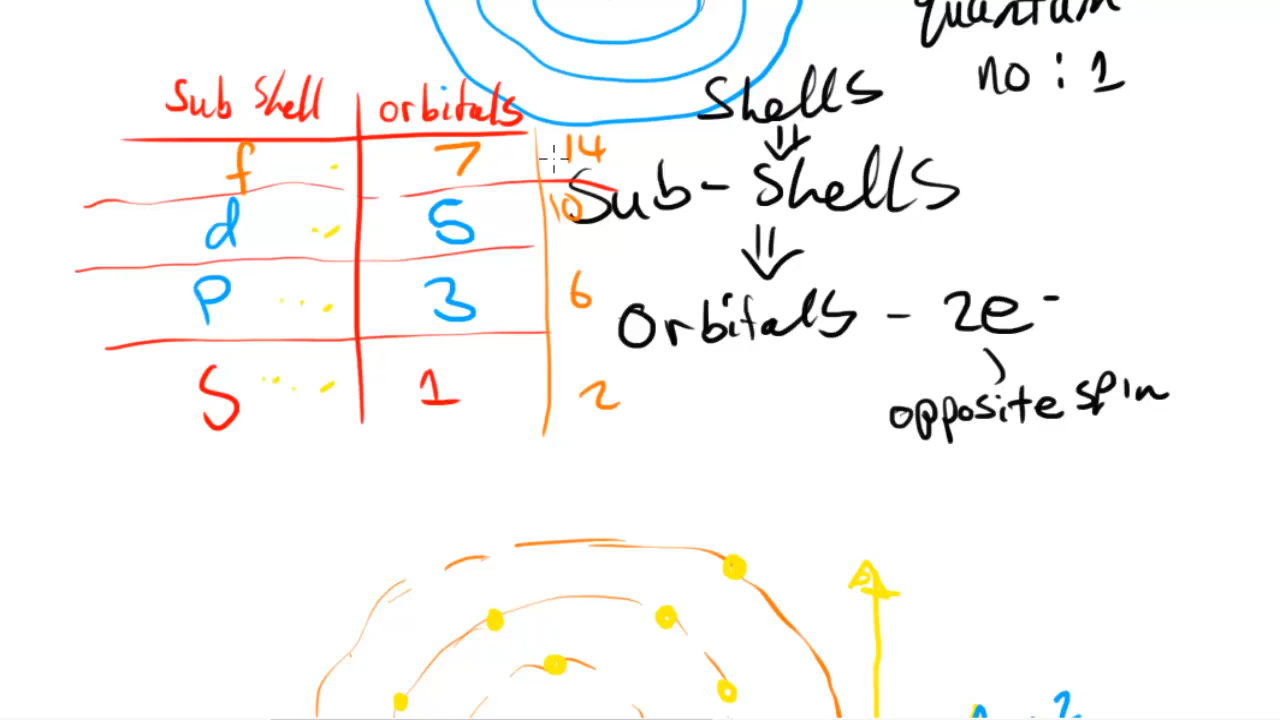 quantum
no : 1
Shells
Sub Shell orbitals
f 7 14
Sub-Shells
d 5 10
Orbitals - 2e-
P 3 6
S 1 2
opposite spin